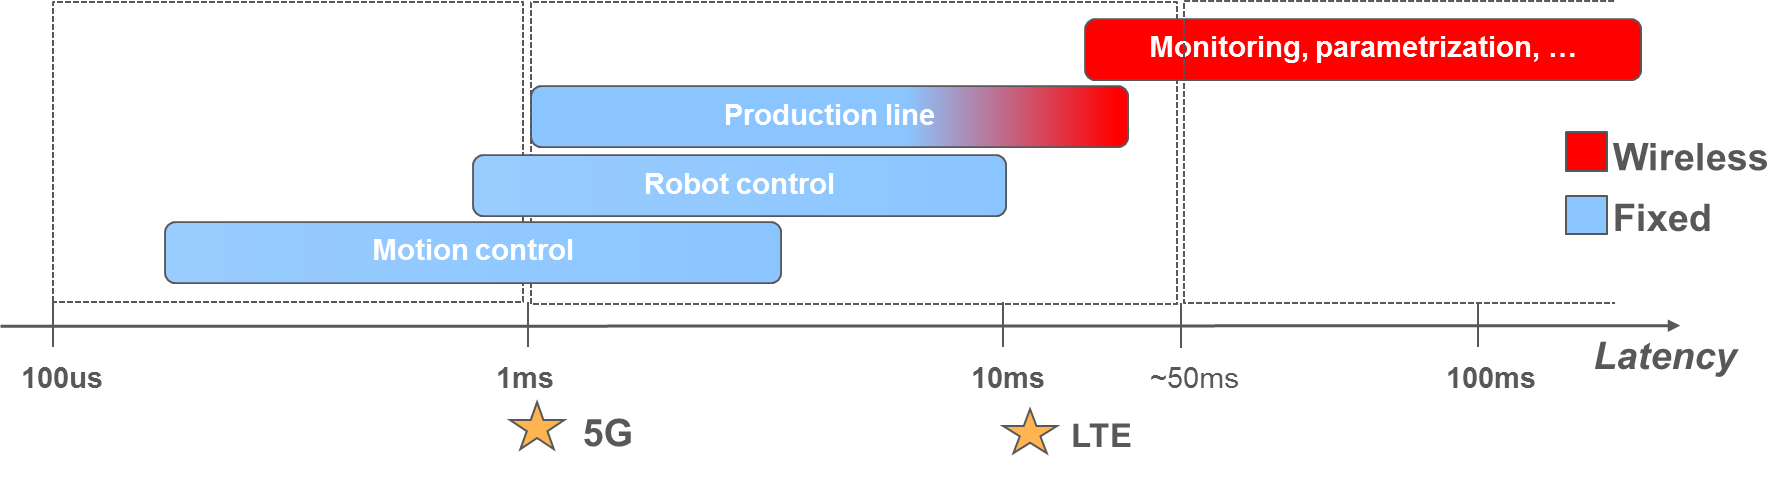 Monitoring, parametrization, ...
Production line
Robot control
Motion control
Wireless
Fixed
Latency
100us
1ms
10ms
~50ms
100ms
5G
LTE